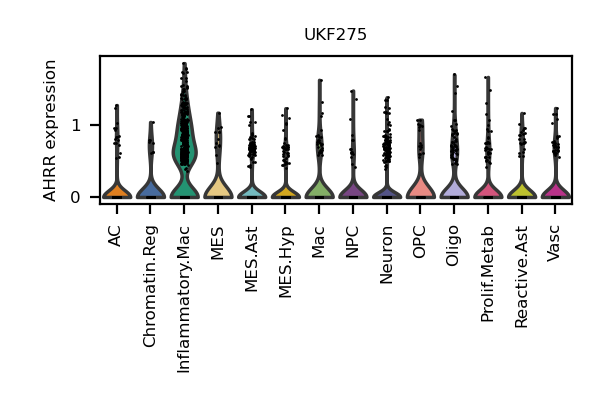 UKF275
AHRR expression
1
0
AC
Chromatin.Reg
Inflammatory.Mac
MES
MES.Ast
MES.Hyp
Mac
NPC
Neuron
OPC
Oligo
Prolif.Metab
Reactive.Ast
Vasc